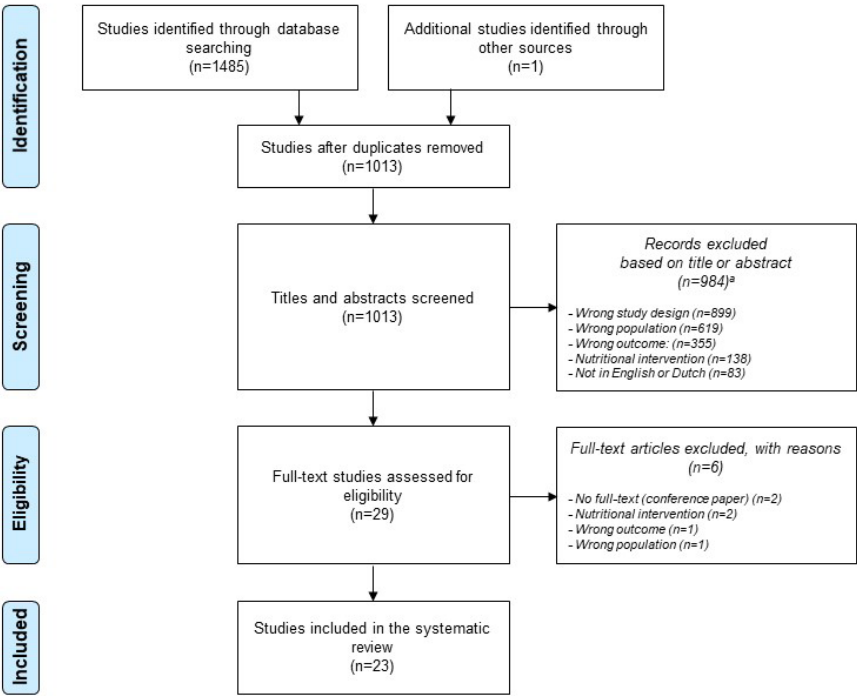 Identification
Studies identified through database
searching
(n=1485)
Additional studies identified through
other sources
(n=1)
Studies after duplicates removed
(n=1013)
Screening
Titles and abstracts screened
(n=1013)
Records excluded
based on title or abstract
(n=984)ª
- Wrong study design (n=899)
- Wrong population (n=619)
- Wrong outcome: (n=355)
- Nutritional intervention (n=138)
- Not in English or Dutch (n=83)
Eligibility
Full-text studies assessed for
eligibility
(n=29)
Full-text articles excluded, with reasons
(n=6)
- No full-text (conference paper) (n=2)
- Nutritional intervention (n=2)
- Wrong outcome (n=1)
- Wrong population (n=1)
Included
Studies included in the systematic
review
(n=23)